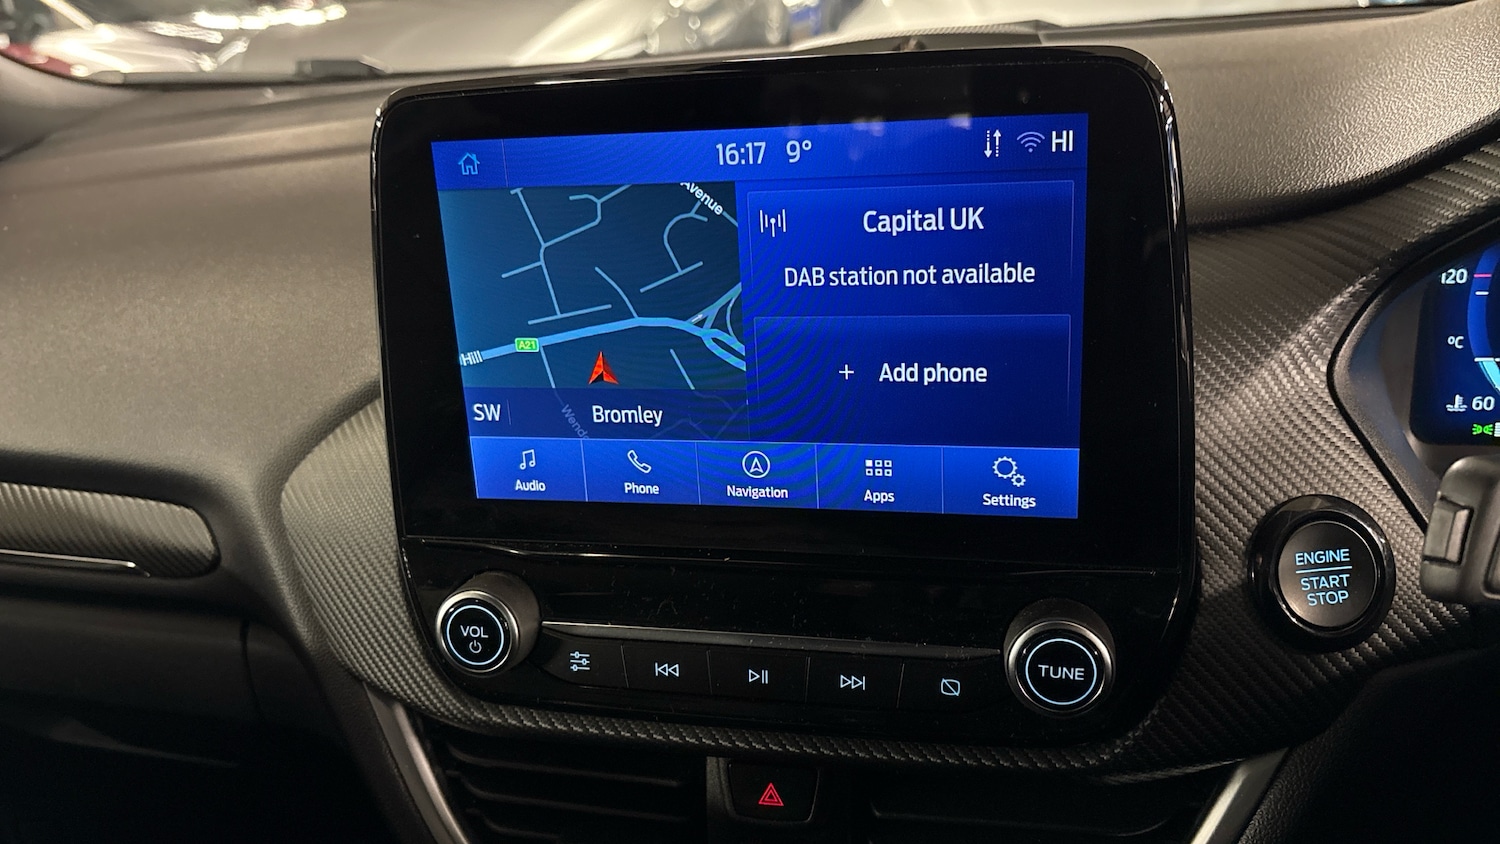 16:17 9° HI
Avenue
Capital UK
DAB station not available
A21
Hill
+ Add phone
SW Bromley
Audio
Phone
Navigation
Apps
Settings
VOL
TUNE
ENGINE
START
STOP
120
°C
60